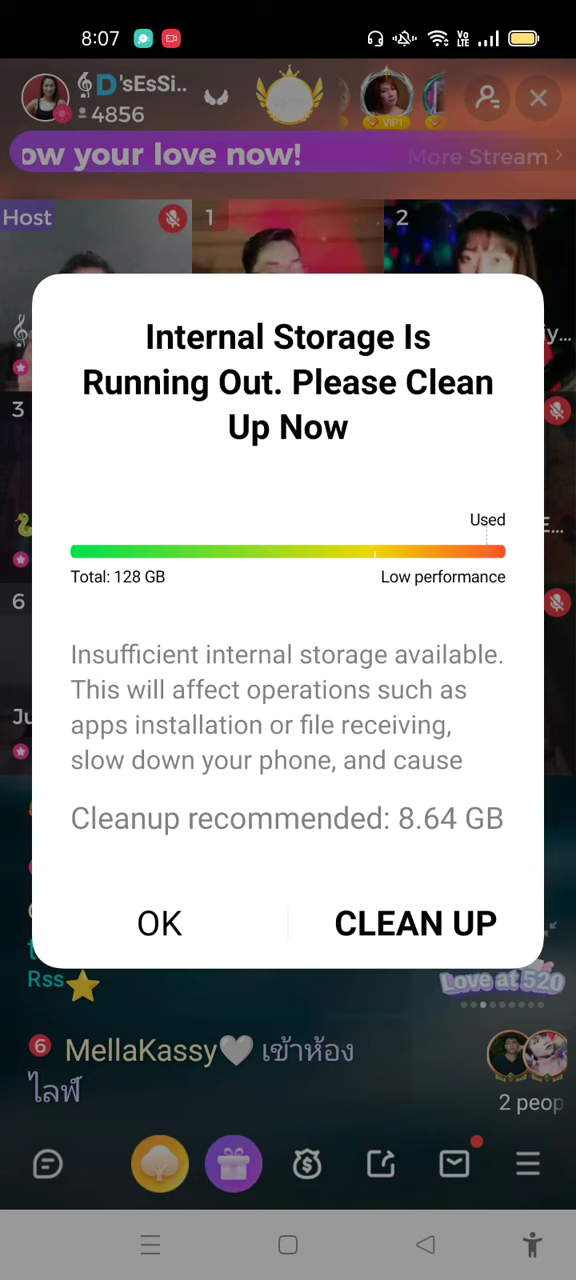 8:07
VoLTE
𝄞 D'sEsSi..
4856
VIP1
ow your love now!
More Stream
Host
1
2
Internal Storage Is
Running Out. Please Clean
Up Now
3
6
Used
Total: 128 GB
Low performance
Insufficient internal storage available.
This will affect operations such as
apps installation or file receiving,
slow down your phone, and cause
Cleanup recommended: 8.64 GB
OK
CLEAN UP
Rss⭐
Love at 520
6 MellaKassy🤍 เข้าห้อง
ไลฟ์
2 peop